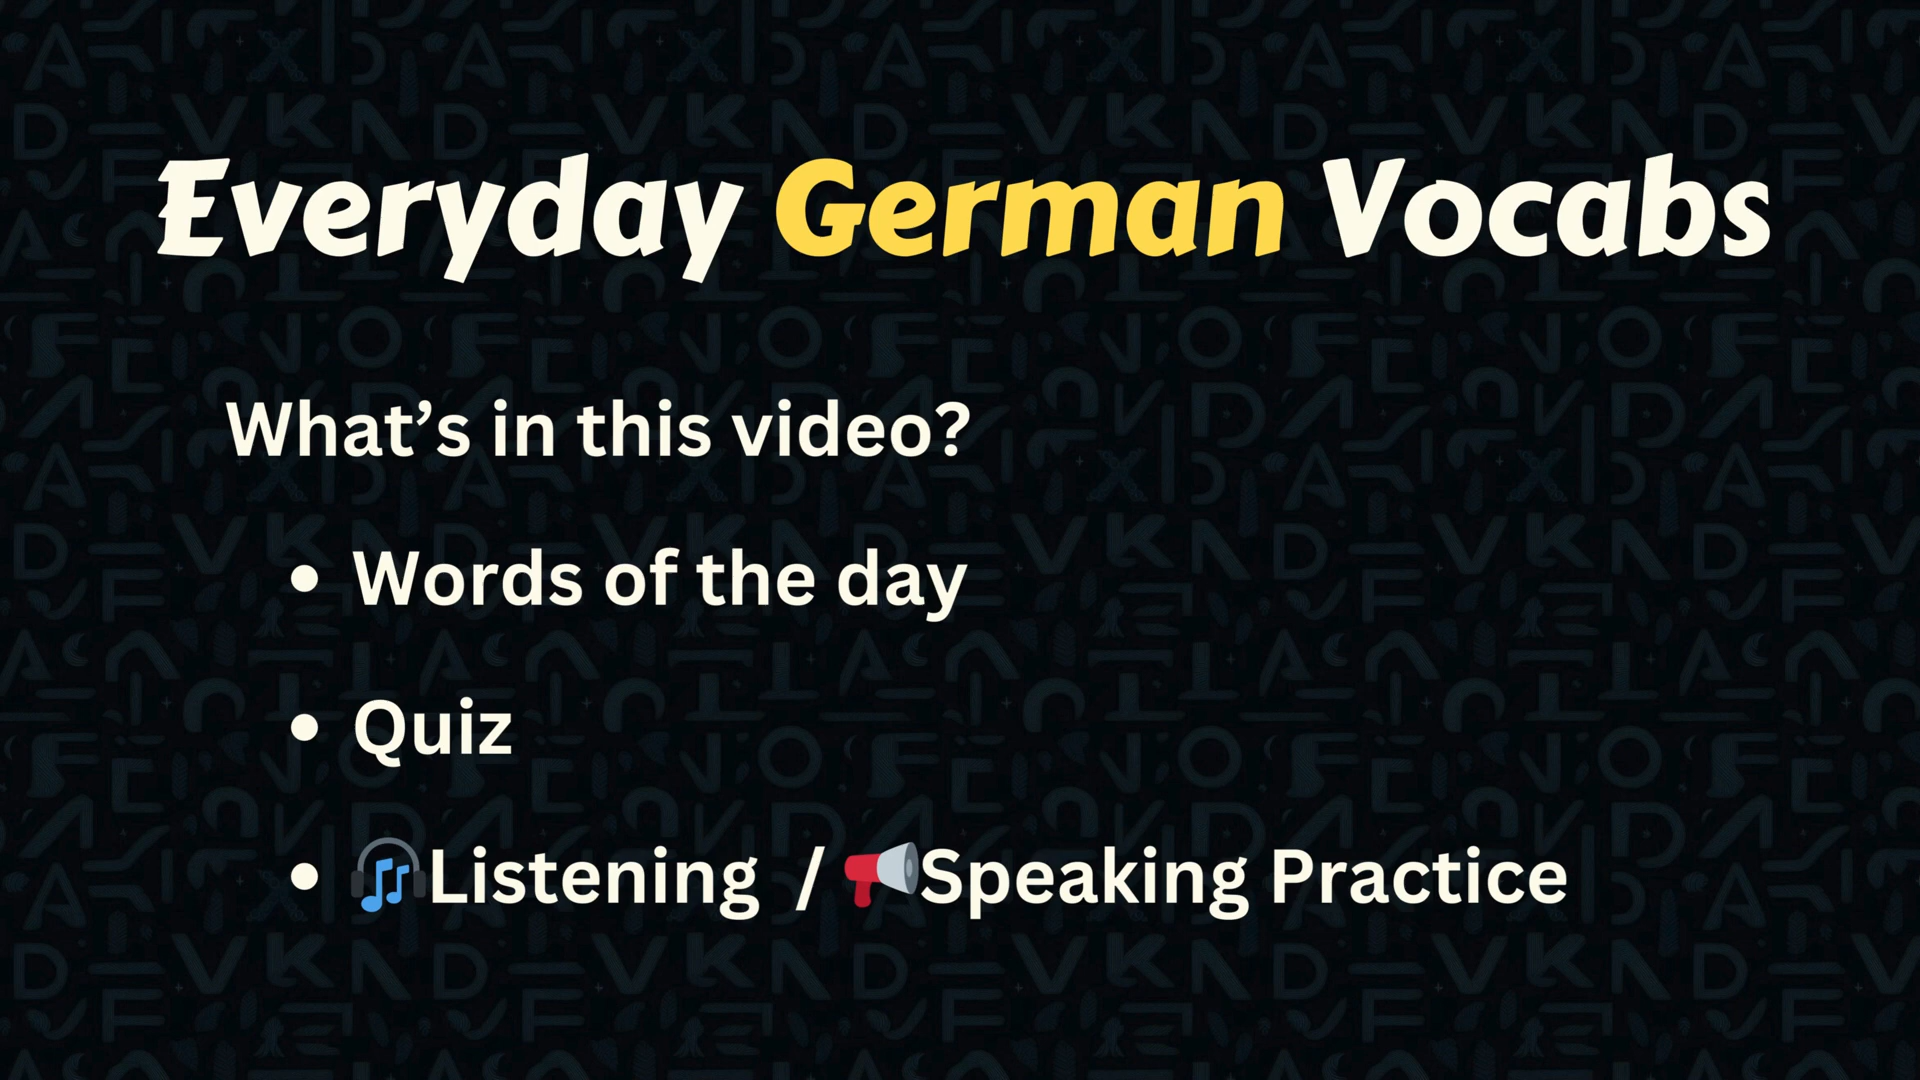 Everyday German Vocabs
What’s in this video?
• Words of the day
• Quiz
• 🎧Listening / 📢Speaking Practice